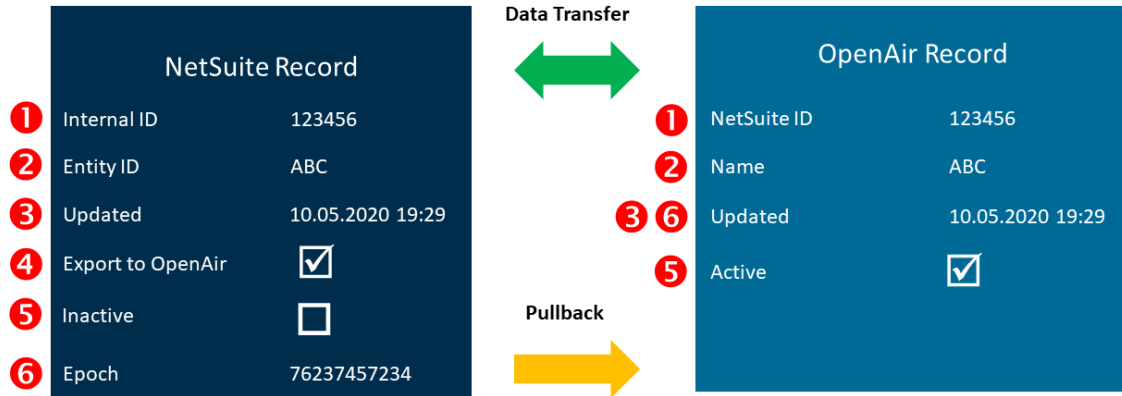 Data Transfer
NetSuite Record
1 Internal ID 123456
2 Entity ID ABC
3 Updated 10.05.2020 19:29
4 Export to OpenAir
5 Inactive
6 Epoch 76237457234
Pullback
OpenAir Record
1 NetSuite ID 123456
2 Name ABC
3 6 Updated 10.05.2020 19:29
5 Active